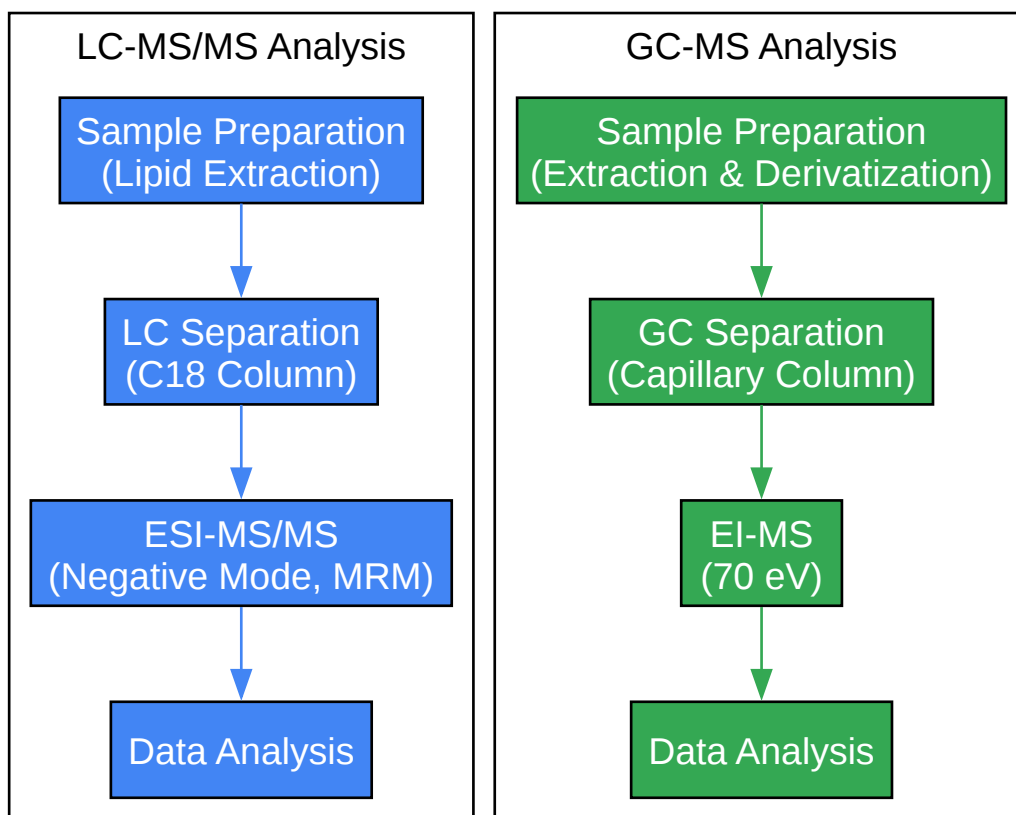 LC-MS/MS Analysis
Sample Preparation
(Lipid Extraction)
LC Separation
(C18 Column)
ESI-MS/MS
(Negative Mode, MRM)
Data Analysis
GC-MS Analysis
Sample Preparation
(Extraction & Derivatization)
GC Separation
(Capillary Column)
EI-MS
(70 eV)
Data Analysis